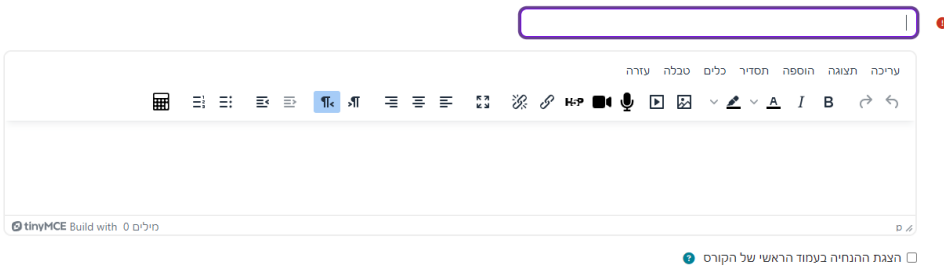 עריכה תצוגה הוספה תסדיר כלים טבלה עזרה
B I A H-P
ס p
מילים 0 Build with tinyMCE
הצגת ההנחיה בעמוד הראשי של הקורס